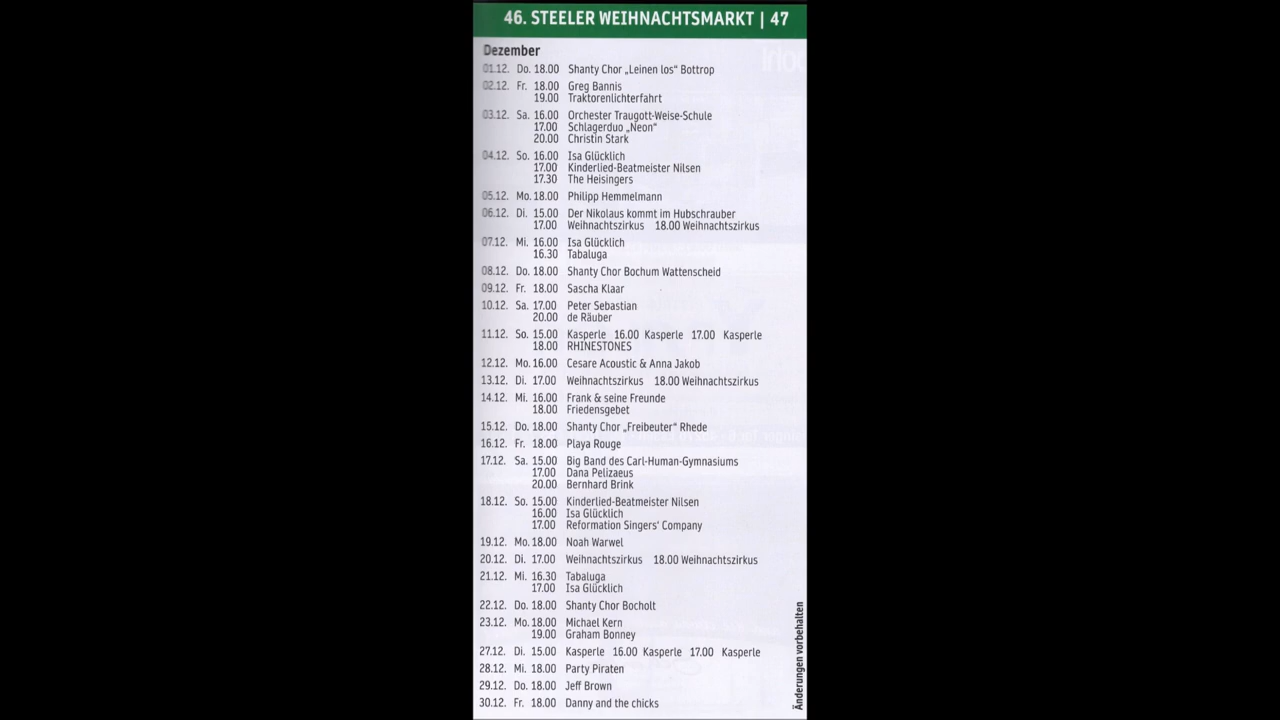 46. STEELER WEIHNACHTSMARKT | 47
Dezember
01.12. Do. 18.00 Shanty Chor „Leinen los" Bottrop
02.12. Fr. 18.00 Greg Bannis
19.00 Traktorenlichterfahrt
03.12. Sa. 16.00 Orchester Traugott-Weise-Schule
17.00 Schlagerduo „Neon"
20.00 Christin Stark
04.12. So. 16.00 Isa Glücklich
17.00 Kinderlied-Beatmeister Nilsen
17.30 The Heisingers
05.12. Mo. 18.00 Philipp Hemmelmann
06.12. Di. 15.00 Der Nikolaus kommt im Hubschrauber
17.00 Weihnachtszirkus 18.00 Weihnachtszirkus
07.12. Mi. 16.00 Isa Glücklich
16.30 Tabaluga
08.12. Do. 18.00 Shanty Chor Bochum Wattenscheid
09.12. Fr. 18.00 Sascha Klaar
10.12. Sa. 17.00 Peter Sebastian
20.00 de Räuber
11.12. So. 15.00 Kasperle 16.00 Kasperle 17.00 Kasperle
18.00 RHINESTONES
12.12. Mo. 16.00 Cesare Acoustic & Anna Jakob
13.12. Di. 17.00 Weihnachtszirkus 18.00 Weihnachtszirkus
14.12. Mi. 16.00 Frank & seine Freunde
18.00 Friedensgebet
15.12. Do. 18.00 Shanty Chor „Freibeuter" Rhede
16.12. Fr. 18.00 Playa Rouge
17.12. Sa. 15.00 Big Band des Carl-Human-Gymnasiums
17.00 Dana Pelizaeus
20.00 Bernhard Brink
18.12. So. 15.00 Kinderlied-Beatmeister Nilsen
16.00 Isa Glücklich
17.00 Reformation Singers' Company
19.12. Mo. 18.00 Noah Warwel
20.12. Di. 17.00 Weihnachtszirkus 18.00 Weihnachtszirkus
21.12. Mi. 16.30 Tabaluga
17.00 Isa Glücklich
22.12. Do. 18.00 Shanty Chor Bocholt
23.12. Mo. 18.00 Michael Kern
19.00 Graham Bonney
27.12. Di. 15.00 Kasperle 16.00 Kasperle 17.00 Kasperle
28.12. Mi. 18.00 Party Piraten
29.12. Do. 18.00 Jeff Brown
30.12. Fr. 18.00 Danny and the chicks
Änderungen vorbehalten